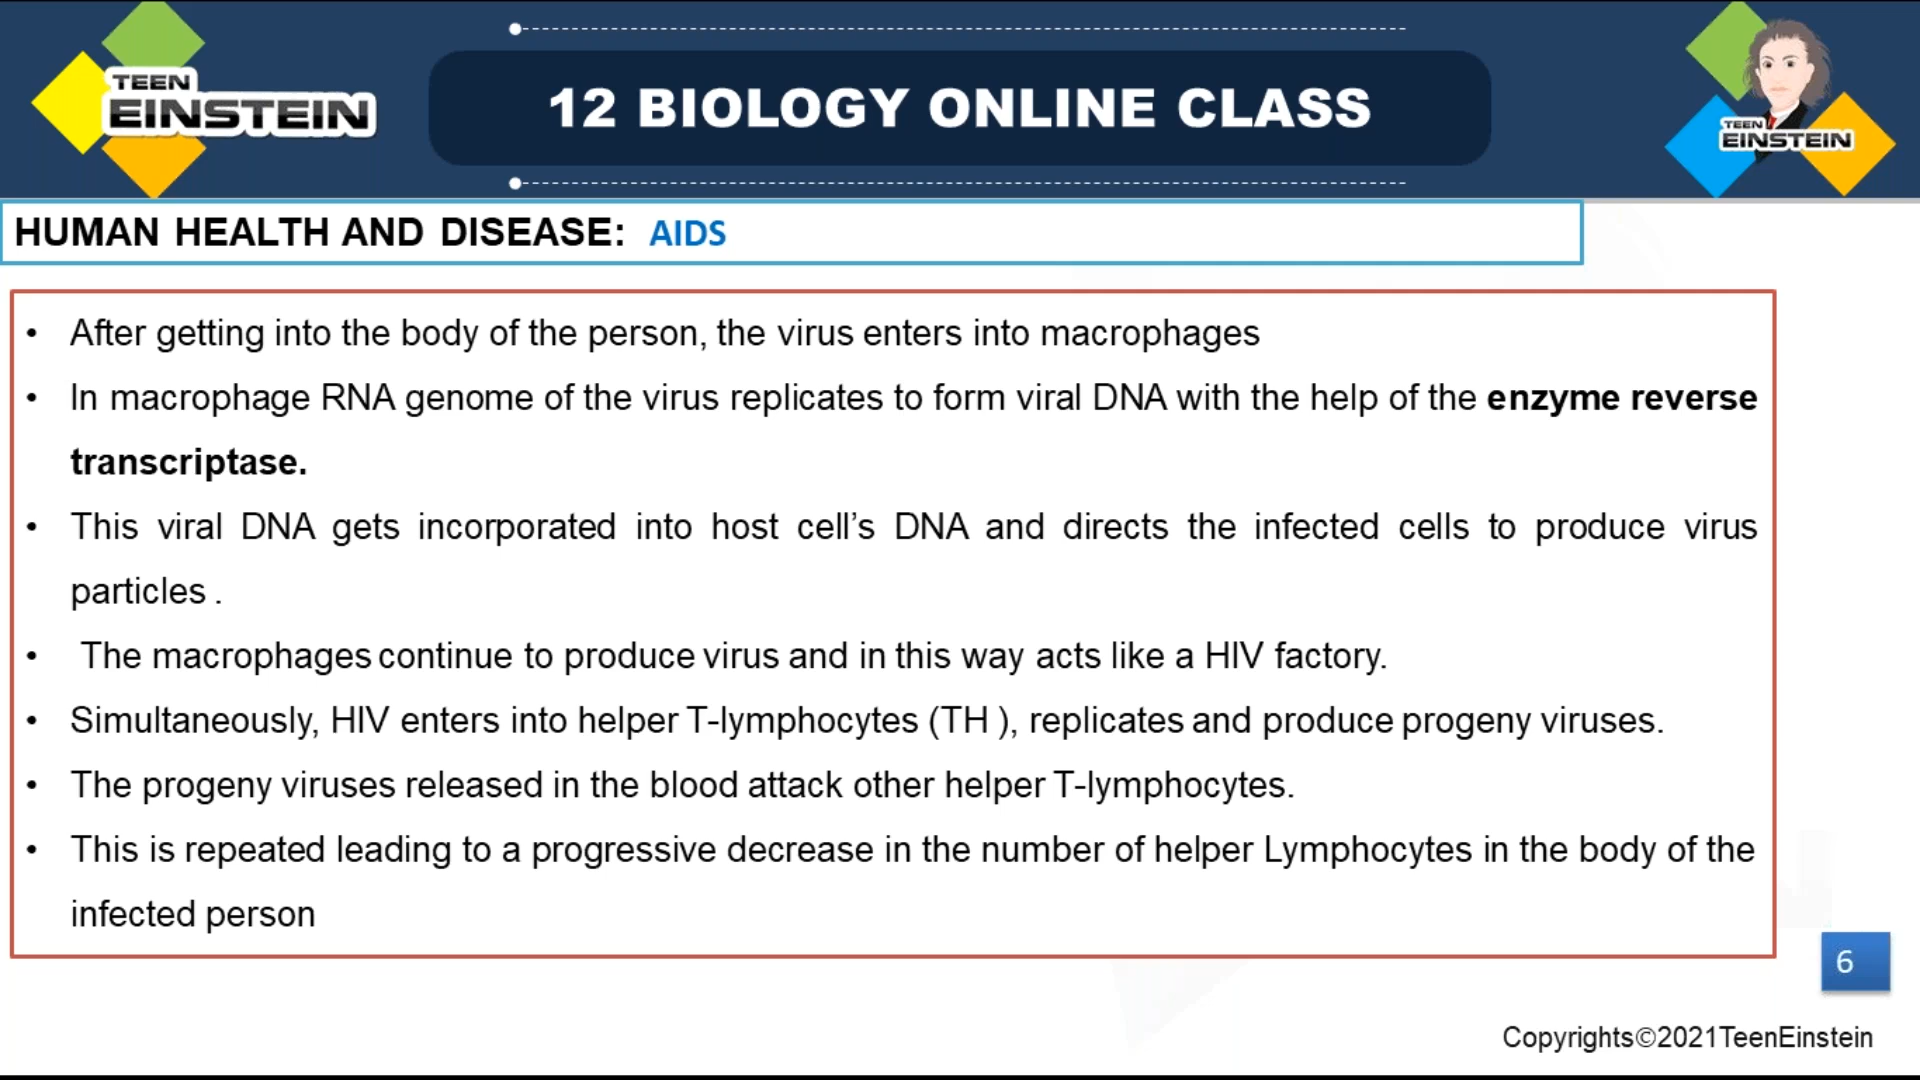 TEEN
EINSTEIN
12 BIOLOGY ONLINE CLASS
TEEN
EINSTEIN
HUMAN HEALTH AND DISEASE: AIDS
• After getting into the body of the person, the virus enters into macrophages
• In macrophage RNA genome of the virus replicates to form viral DNA with the help of the enzyme reverse
transcriptase.
• This viral DNA gets incorporated into host cell’s DNA and directs the infected cells to produce virus
particles .
• The macrophages continue to produce virus and in this way acts like a HIV factory.
• Simultaneously, HIV enters into helper T-lymphocytes (TH ), replicates and produce progeny viruses.
• The progeny viruses released in the blood attack other helper T-lymphocytes.
• This is repeated leading to a progressive decrease in the number of helper Lymphocytes in the body of the
infected person
6
Copyrights©2021TeenEinstein